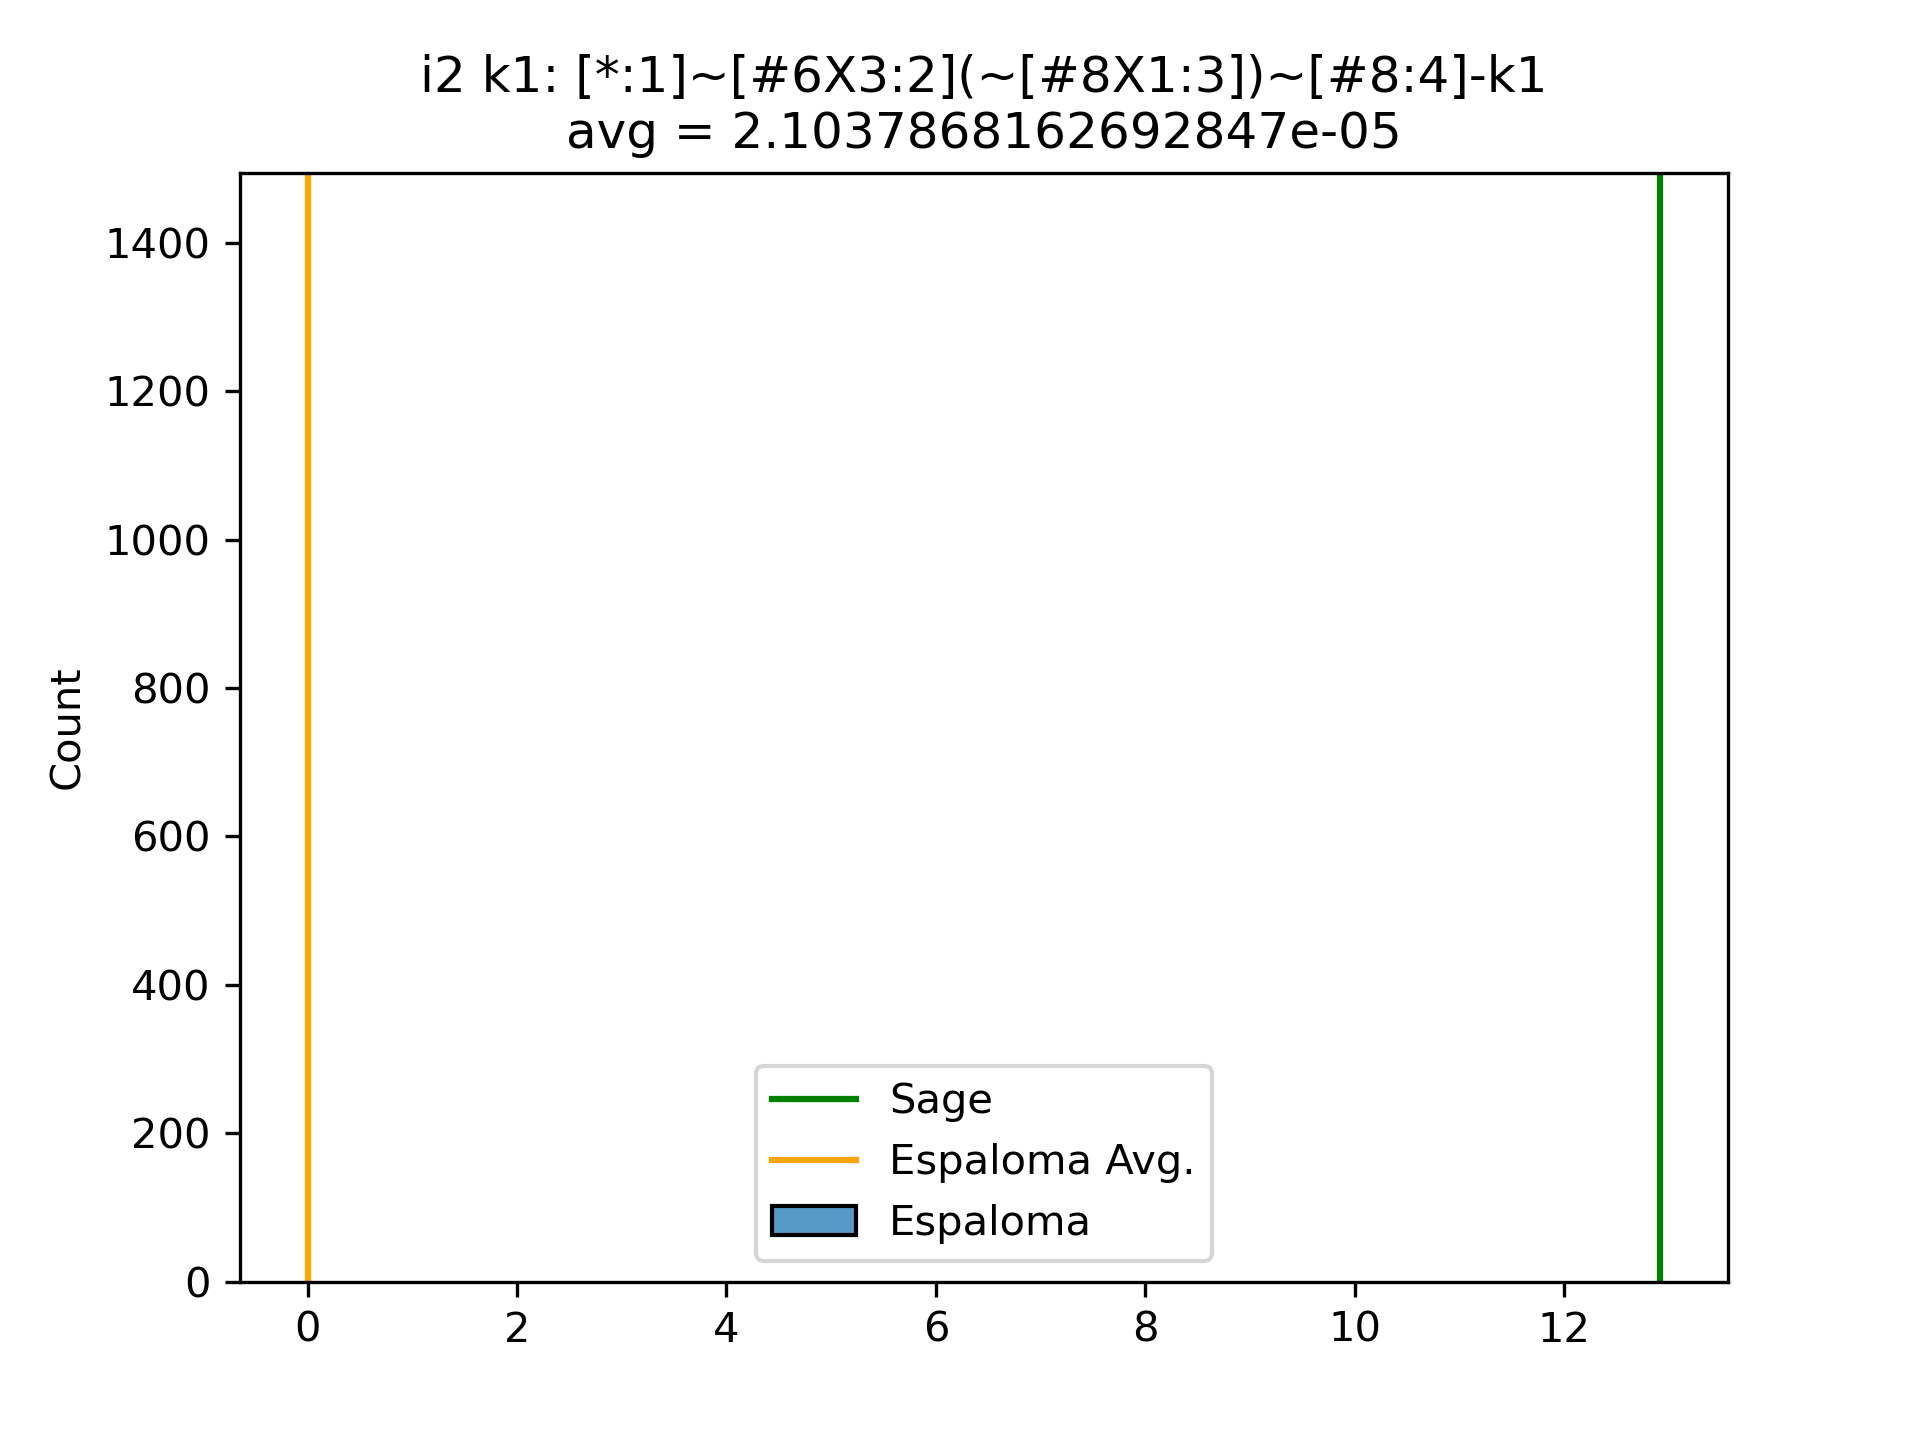 i2 k1: [*:1]~[#6X3:2](~[#8X1:3])~[#8:4]-k1
avg = 2.1037868162692847e-05
1400
1200
1000
800
600
400
200
0
Count
Sage
Espaloma Avg.
Espaloma
0 2 4 6 8 10 12